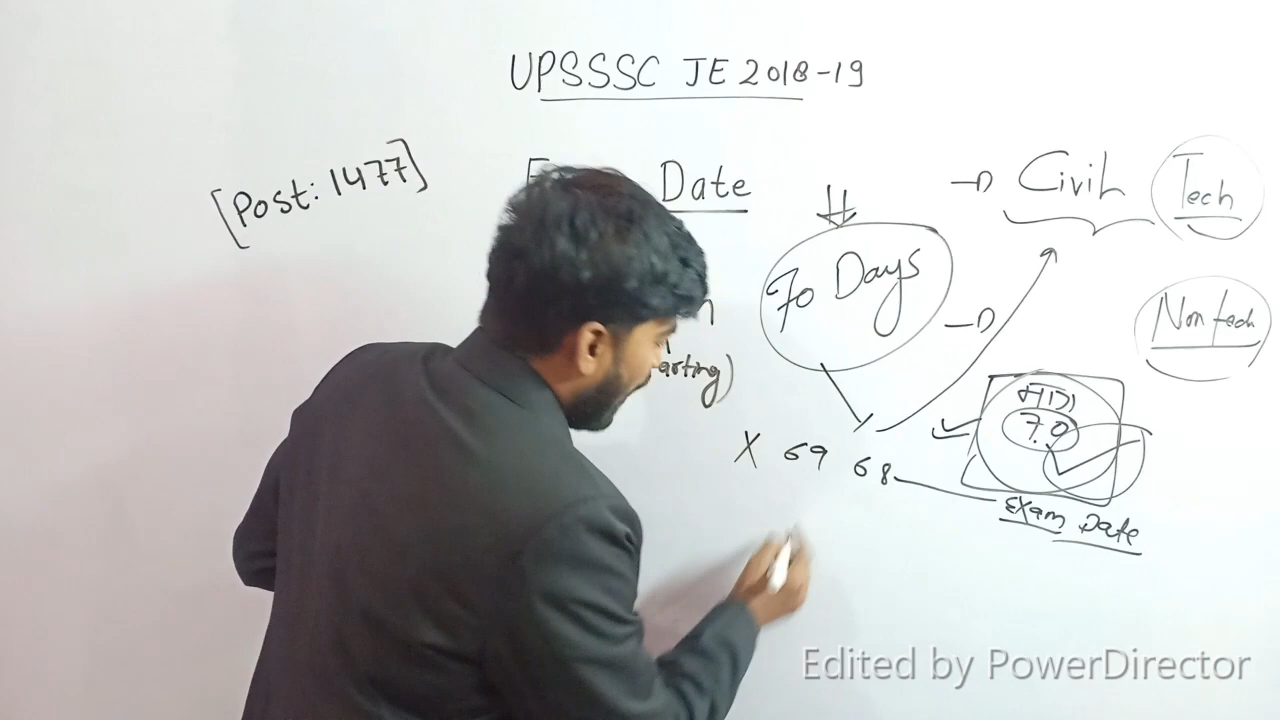 UPSSSC JE 2018-19
[Post: 1477]
Date
Civil
Tech
70 Days
Non tech
arting)
मात्र
70
X 69 68
Exam Date
Edited by PowerDirector